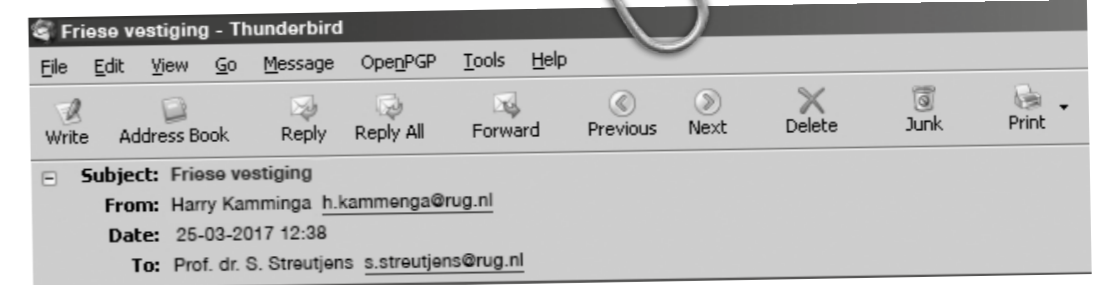 Friese vestiging - Thunderbird
File Edit View Go Message OpenPGP Tools Help
Write Address Book Reply Reply All Forward Previous Next Delete Junk Print
Subject: Friese vestiging
From: Harry Kamminga h.kammenga@rug.nl
Date: 25-03-2017 12:38
To: Prof. dr. S. Streutjens s.streutjens@rug.nl